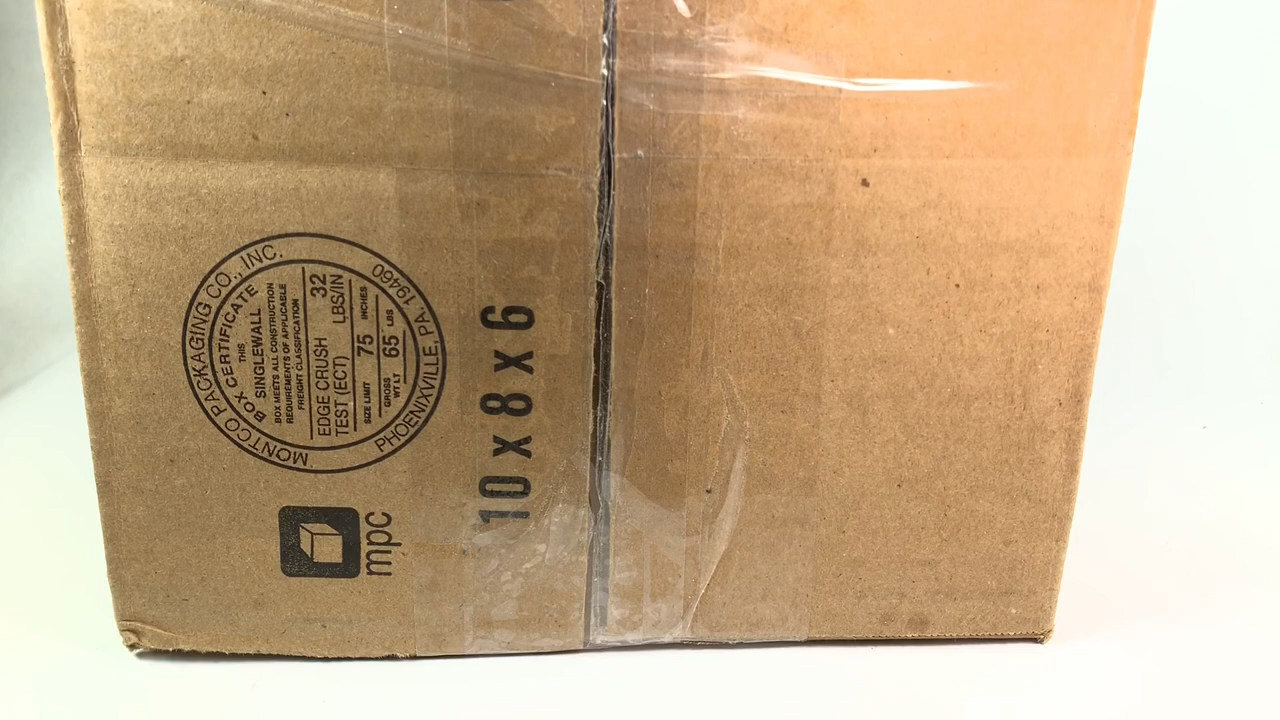 MONTCO PACKAGING CO., INC.
BOX CERTIFICATE
THIS
SINGLEWALL
BOX MEETS ALL CONSTRUCTION
REQUIREMENTS OF APPLICABLE
FREIGHT CLASSIFICATION
EDGE CRUSH 32
TEST (ECT) LBS/IN
SIZE LIMIT 75 INCHES
GROSS WT LT 65 LBS
PHOENIXVILLE, PA. 19460
mpc
10 x 8 x 6